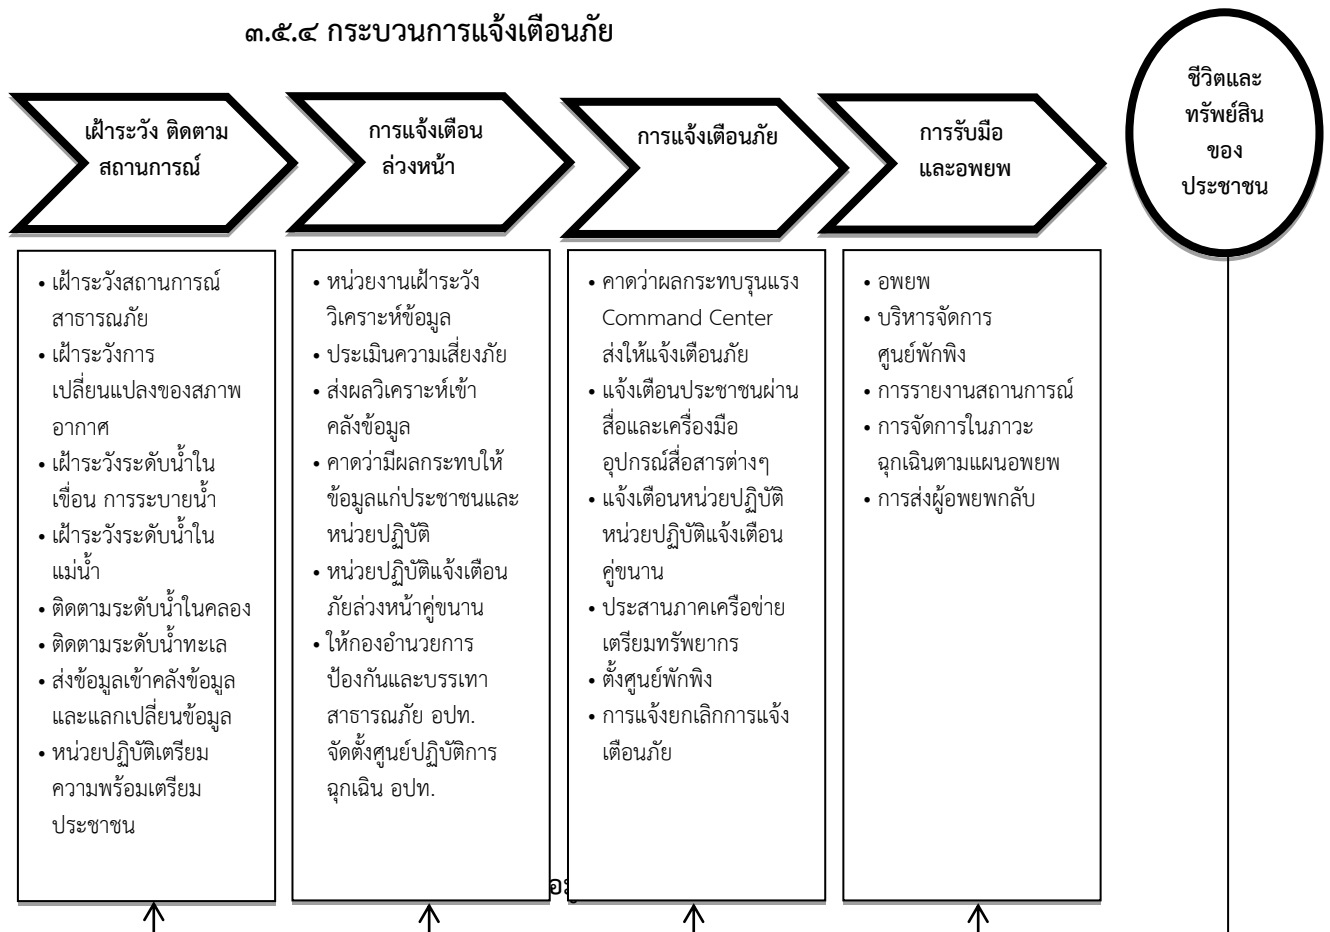 ๓.๕.๔ กระบวนการแจ้งเตือนภัย
เฝ้าระวัง ติดตาม
สถานการณ์
การแจ้งเตือน
ล่วงหน้า
การแจ้งเตือนภัย
การรับมือ
และอพยพ
ชีวิตและ
ทรัพย์สิน
ของ
ประชาชน
• เฝ้าระวังสถานการณ์
สาธารณภัย
• เฝ้าระวังการ
เปลี่ยนแปลงของสภาพ
อากาศ
• เฝ้าระวังระดับน้ำใน
เขื่อน การระบายน้ำ
• เฝ้าระวังระดับน้ำใน
แม่น้ำ
• ติดตามระดับน้ำในคลอง
• ติดตามระดับน้ำทะเล
• ส่งข้อมูลเข้าคลังข้อมูล
และแลกเปลี่ยนข้อมูล
• หน่วยปฏิบัติเตรียม
ความพร้อมเตรียม
ประชาชน
• หน่วยงานเฝ้าระวัง
วิเคราะห์ข้อมูล
• ประเมินความเสี่ยงภัย
• ส่งผลวิเคราะห์เข้า
คลังข้อมูล
• คาดว่ามีผลกระทบให้
ข้อมูลแก่ประชาชนและ
หน่วยปฏิบัติ
• หน่วยปฏิบัติแจ้งเตือน
ภัยล่วงหน้าคู่ขนาน
• ให้กองอำนวยการ
ป้องกันและบรรเทา
สาธารณภัย อปท.
จัดตั้งศูนย์ปฏิบัติการ
ฉุกเฉิน อปท.
• คาดว่าผลกระทบรุนแรง
Command Center
ส่งให้แจ้งเตือนภัย
• แจ้งเตือนประชาชนผ่าน
สื่อและเครื่องมือ
อุปกรณ์สื่อสารต่างๆ
• แจ้งเตือนหน่วยปฏิบัติ
หน่วยปฏิบัติแจ้งเตือน
คู่ขนาน
• ประสานภาคเครือข่าย
เตรียมทรัพยากร
• ตั้งศูนย์พักพิง
• การแจ้งยกเลิกการแจ้ง
เตือนภัย
• อพยพ
• บริหารจัดการ
ศูนย์พักพิง
• การรายงานสถานการณ์
• การจัดการในภาวะ
ฉุกเฉินตามแผนอพยพ
• การส่งผู้อพยพกลับ